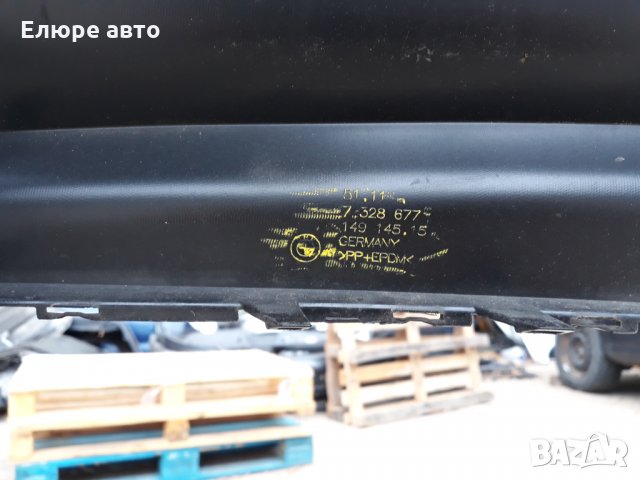 Елюре авто
51.11
7 328 677
149 145.15
GERMANY
>PP+EPDM<
BAZAR